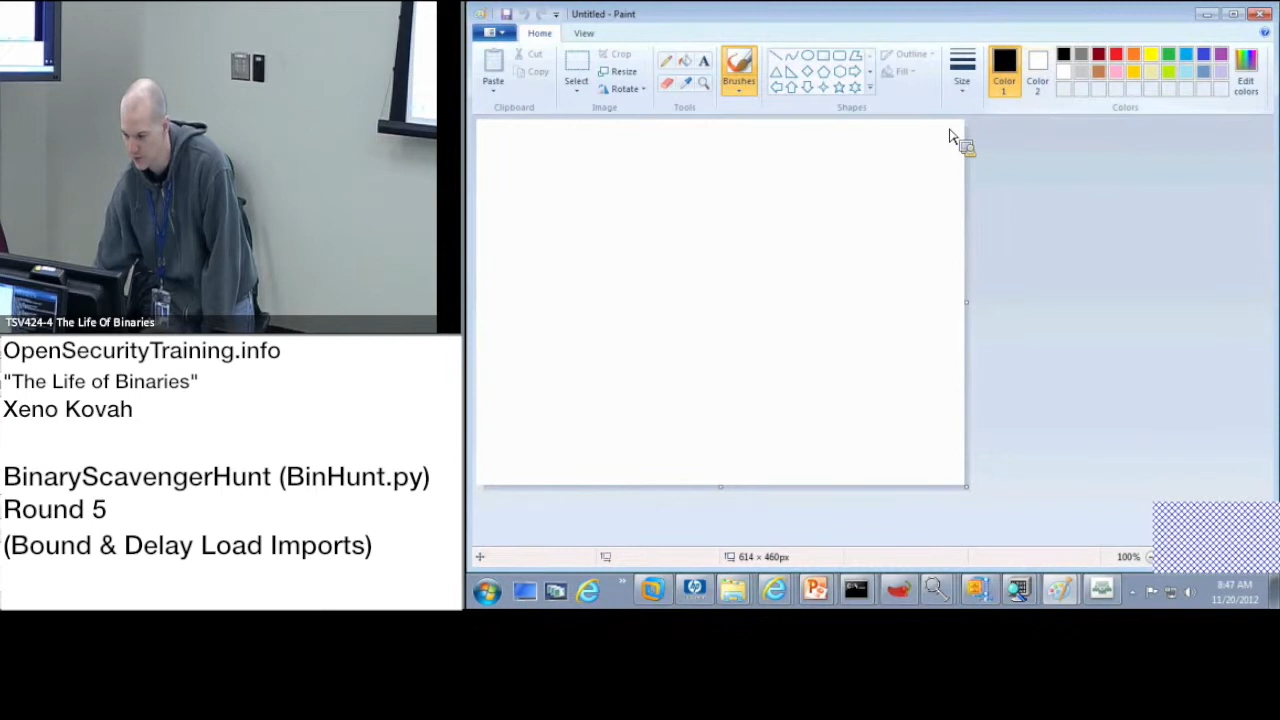 Untitled - Paint
Home
View
Paste
Cut
Copy
Clipboard
Select
Crop
Resize
Rotate
Image
Tools
Brushes
Outline
Fill
Shapes
Size
Color 1
Color 2
Edit colors
Colors
TSV424-4 The Life Of Binaries
OpenSecurityTraining.info
"The Life of Binaries"
Xeno Kovah
BinaryScavengerHunt (BinHunt.py)
Round 5
(Bound & Delay Load Imports)
614 × 460px
100%
8:47 AM
11/20/2012